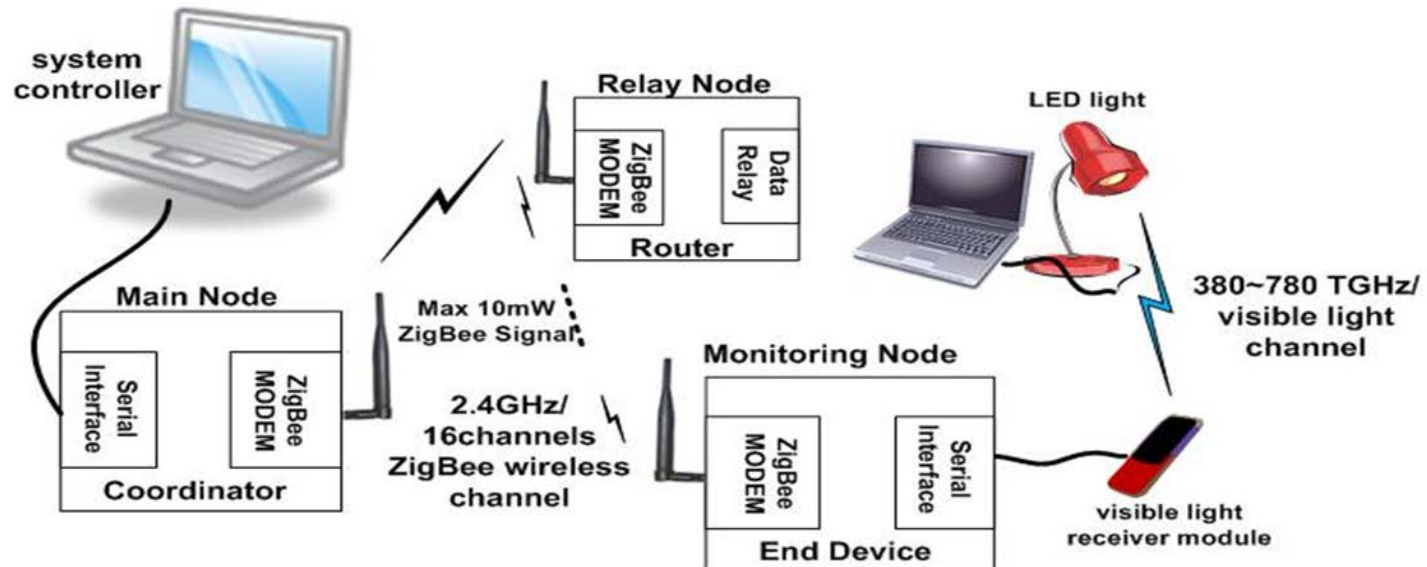 system
controller
Relay Node
ZigBee
MODEM
Data
Relay
Router
LED light
380~780 TGHz/
visible light
channel
Main Node
Serial
Interface
ZigBee
MODEM
Coordinator
Max 10mW
ZigBee Signal
2.4GHz/
16channels
ZigBee wireless
channel
Monitoring Node
ZigBee
MODEM
Serial
Interface
End Device
visible light
receiver module